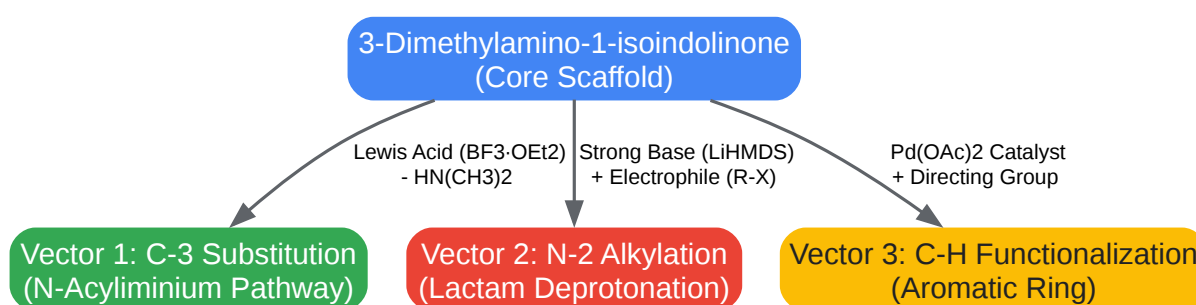 3-Dimethylamino-1-isoindolinone
(Core Scaffold)
Lewis Acid (BF3·OEt2)
- HN(CH3)2
Strong Base (LiHMDS)
+ Electrophile (R-X)
Pd(OAc)2 Catalyst
+ Directing Group
Vector 1: C-3 Substitution
(N-Acyliminium Pathway)
Vector 2: N-2 Alkylation
(Lactam Deprotonation)
Vector 3: C-H Functionalization
(Aromatic Ring)